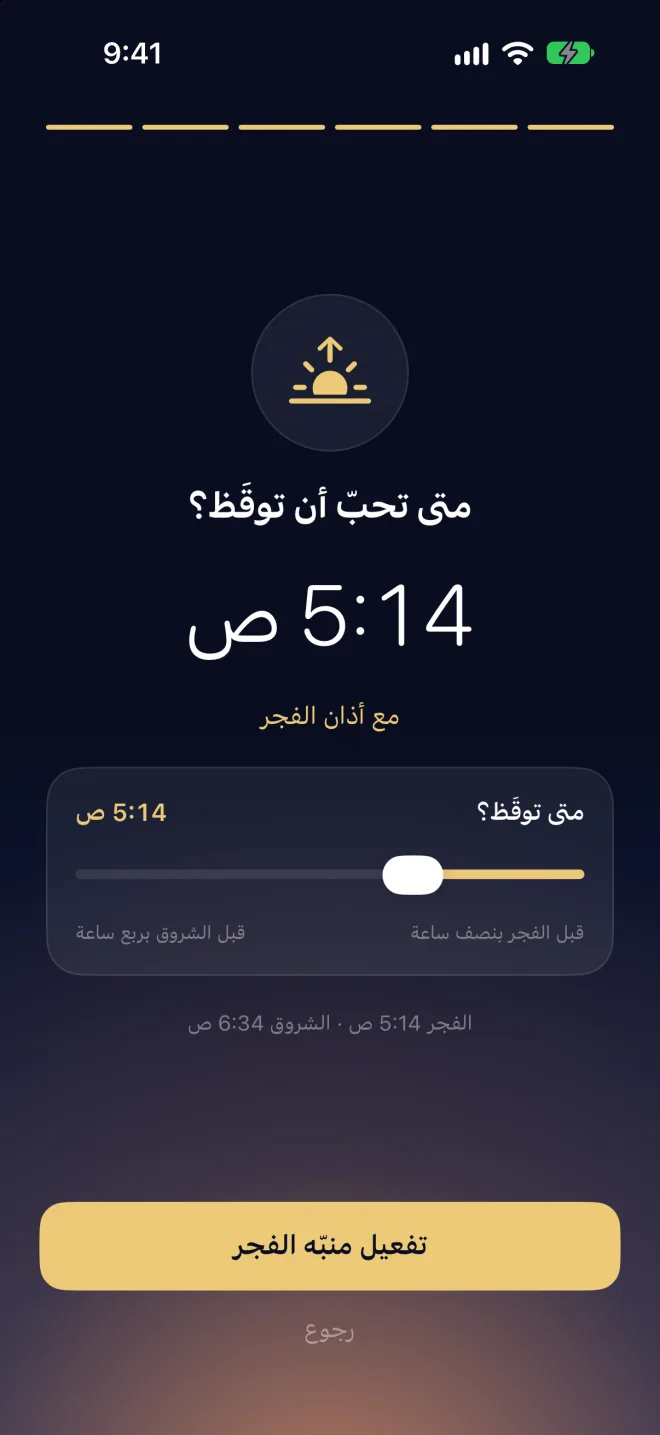 9:41
متى تحبّ أن توقَظ؟
5:14 ص
مع أذان الفجر
متى توقَظ؟ 5:14 ص
قبل الفجر بنصف ساعة قبل الشروق بربع ساعة
الفجر 5:14 ص · الشروق 6:34 ص
تفعيل منبّه الفجر
رجوع